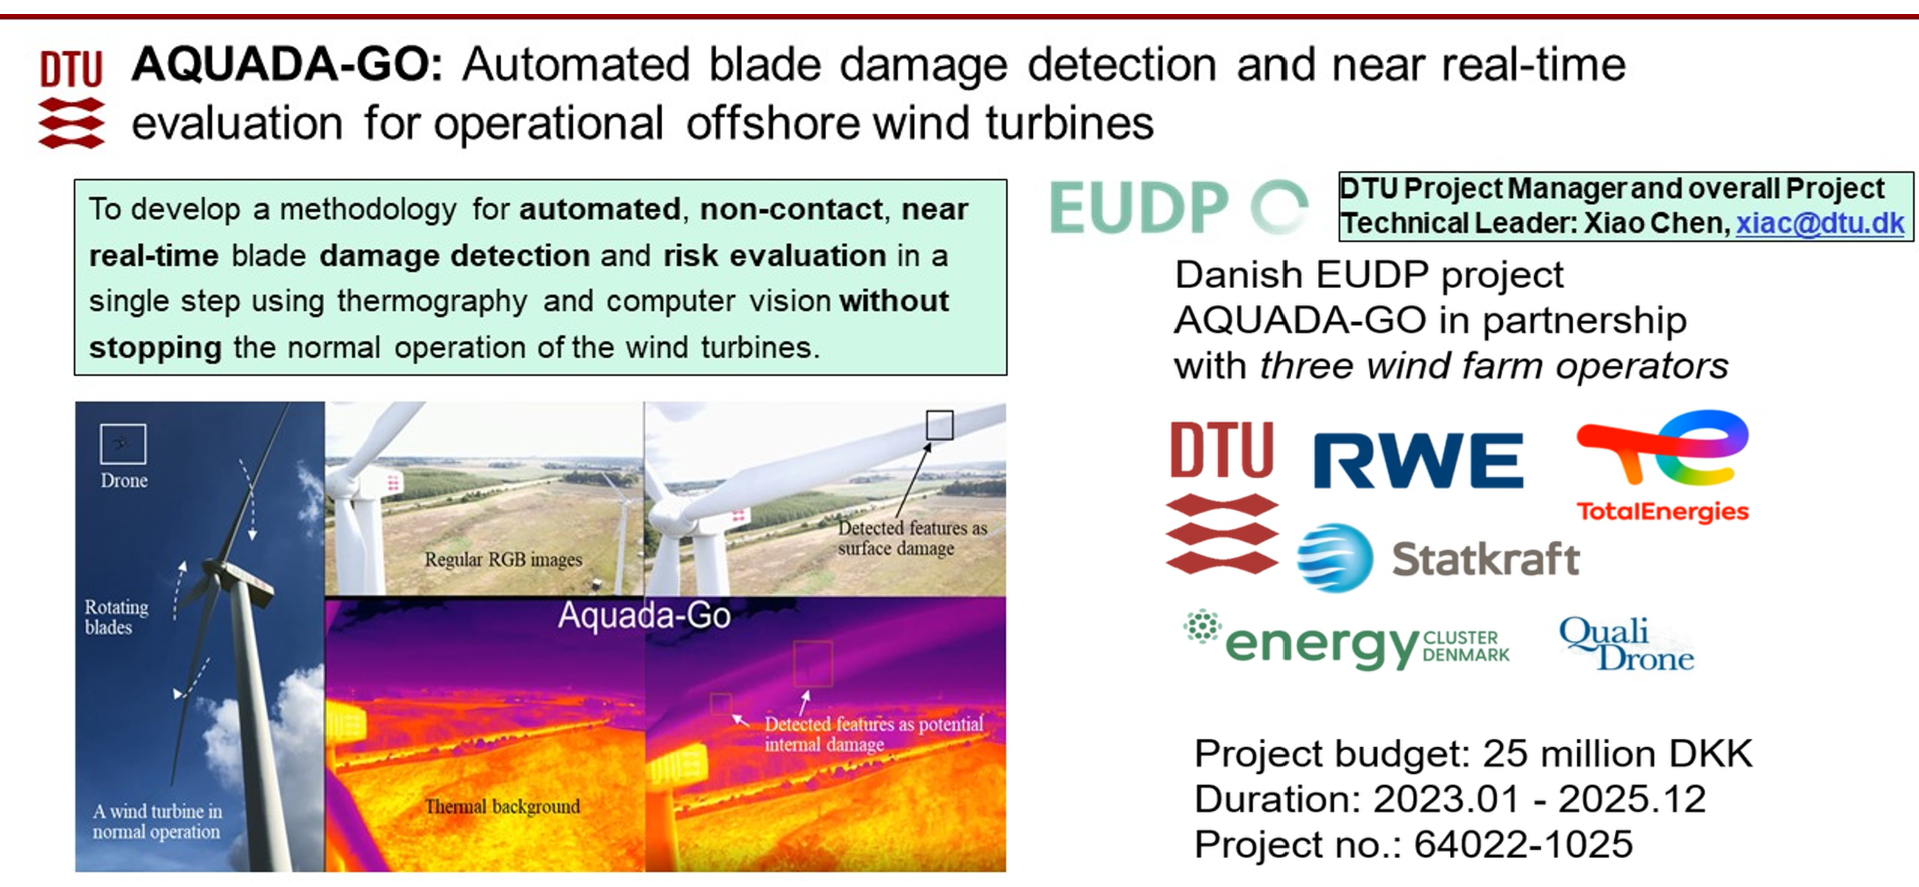 DTU
AQUADA-GO: Automated blade damage detection and near real-time
evaluation for operational offshore wind turbines
To develop a methodology for automated, non-contact, near
real-time blade damage detection and risk evaluation in a
single step using thermography and computer vision without
stopping the normal operation of the wind turbines.
EUDP
DTU Project Manager and overall Project
Technical Leader: Xiao Chen, xiac@dtu.dk
Danish EUDP project
AQUADA-GO in partnership
with three wind farm operators
Drone
Rotating
blades
A wind turbine in
normal operation
Regular RGB images
Detected features as
surface damage
Aquada-Go
Detected features as potential
internal damage
Thermal background
DTU
RWE
TotalEnergies
Statkraft
energy CLUSTER
DENMARK
Quali
Drone
Project budget: 25 million DKK
Duration: 2023.01 - 2025.12
Project no.: 64022-1025